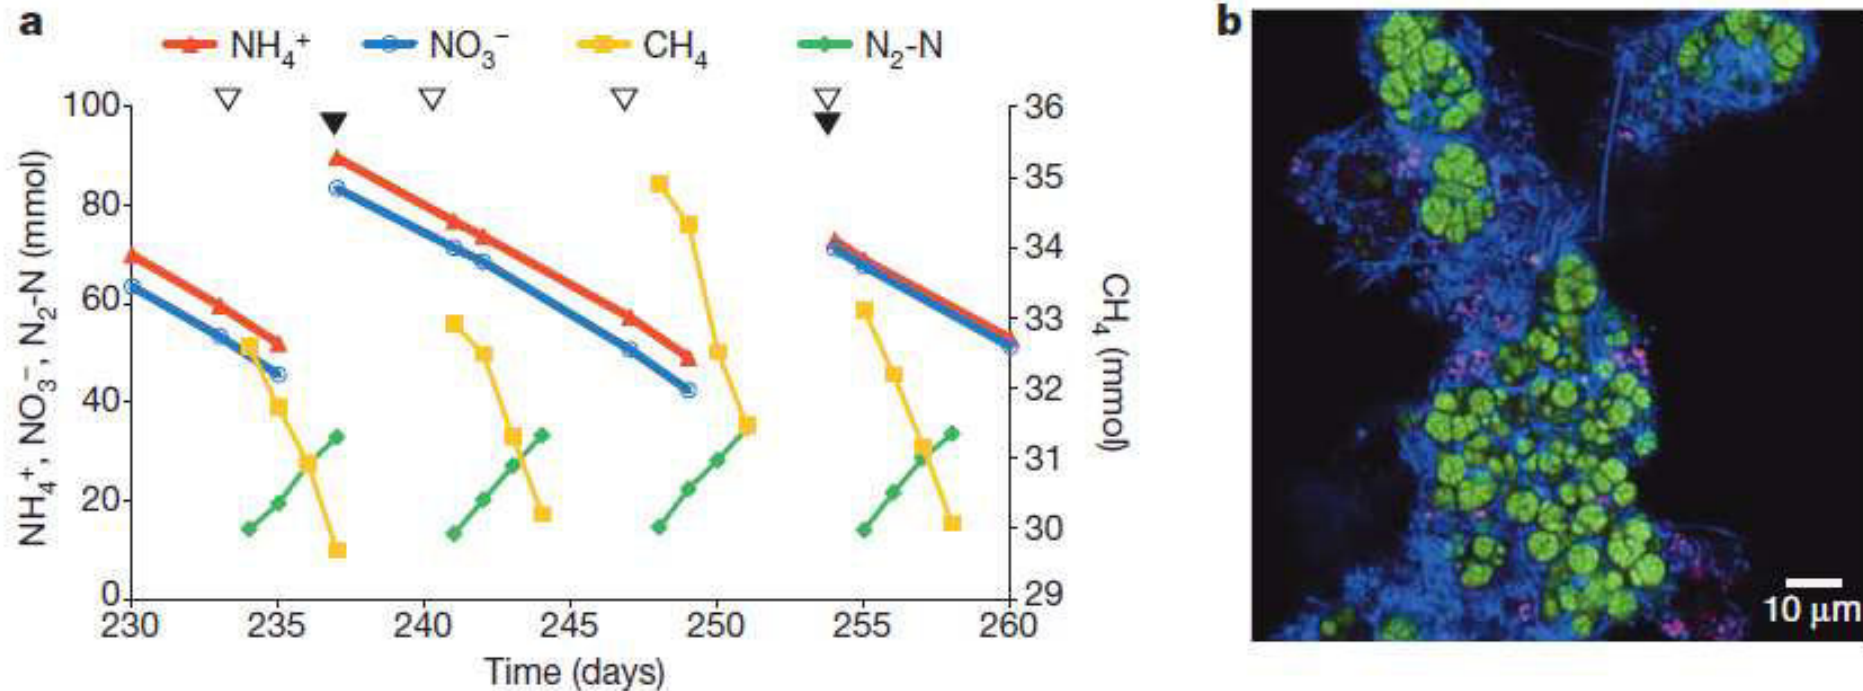 a
NH₄⁺ NO₃⁻ CH₄ N₂-N
100
80
60
40
20
0
NH₄⁺, NO₃⁻, N₂-N (mmol)
36
35
34
33
32
31
30
29
CH₄ (mmol)
230 235 240 245 250 255 260
Time (days)
b
10 μm